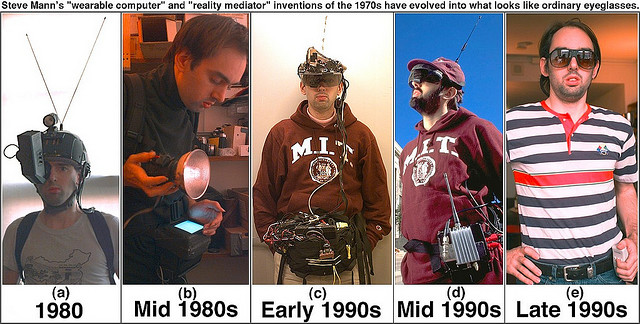 Steve Mann's "wearable computer" and "reality mediator" inventions of the 1970s have evolved into what looks like ordinary eyeglasses.
M.I.T.
M.I.T.
(a)
1980
(b)
Mid 1980s
(c)
Early 1990s
(d)
Mid 1990s
(e)
Late 1990s